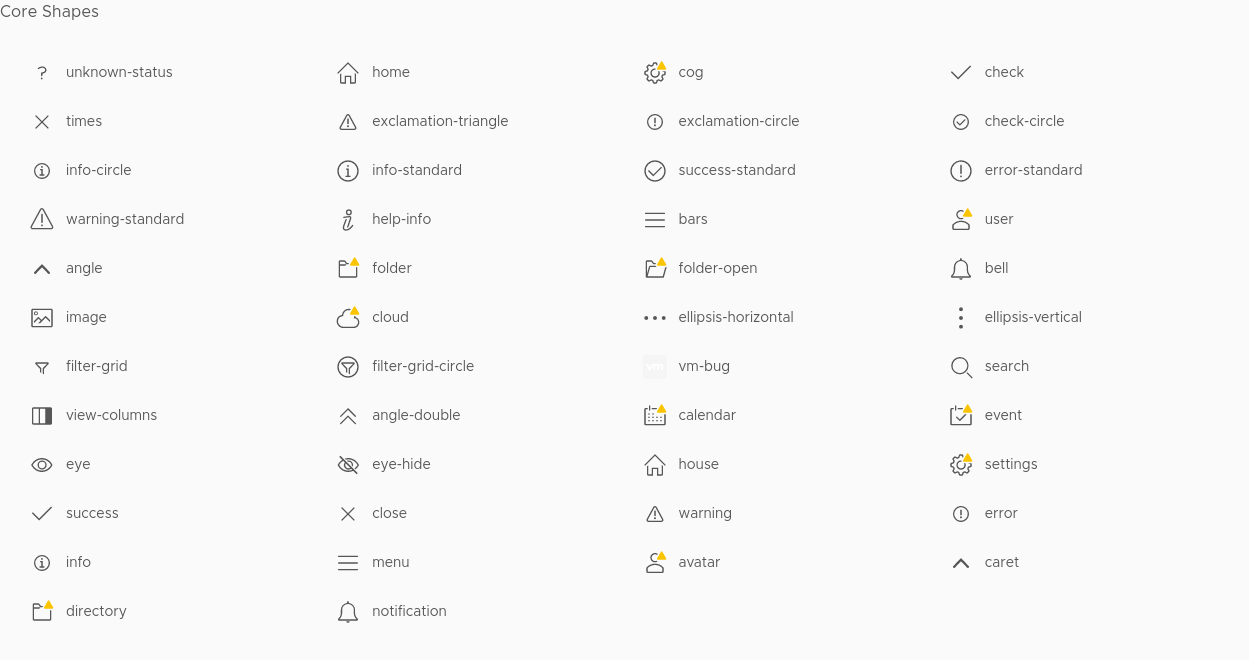 Core Shapes
unknown-status home cog check
times exclamation-triangle exclamation-circle check-circle
info-circle info-standard success-standard error-standard
warning-standard help-info bars user
angle folder folder-open bell
image cloud ellipsis-horizontal ellipsis-vertical
filter-grid filter-grid-circle vm vm-bug search
view-columns angle-double calendar event
eye eye-hide house settings
success close warning error
info menu avatar caret
directory notification